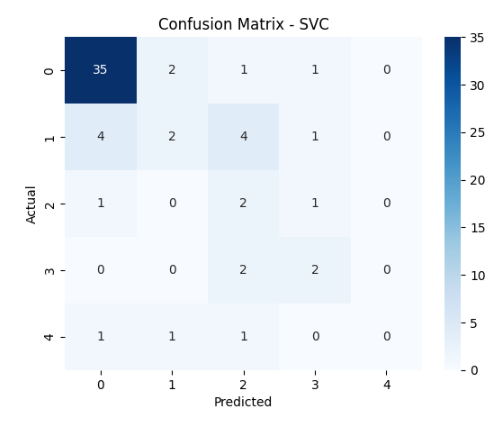 Confusion Matrix - SVC
Actual
0 35 2 1 1 0
1 4 2 4 1 0
2 1 0 2 1 0
3 0 0 2 2 0
4 1 1 1 0 0
0 1 2 3 4
Predicted
35
30
25
20
15
10
5
0